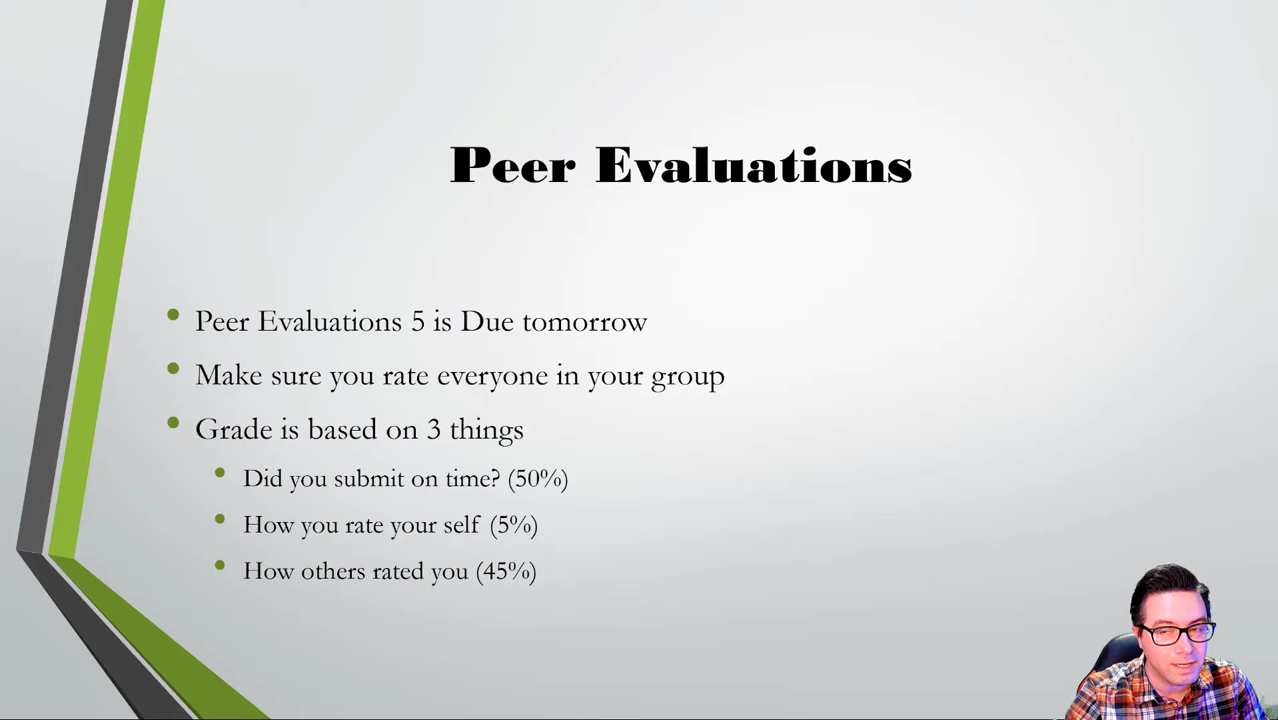 Peer Evaluations
Peer Evaluations 5 is Due tomorrow
Make sure you rate everyone in your group
Grade is based on 3 things
Did you submit on time? (50%)
How you rate your self (5%)
How others rated you (45%)